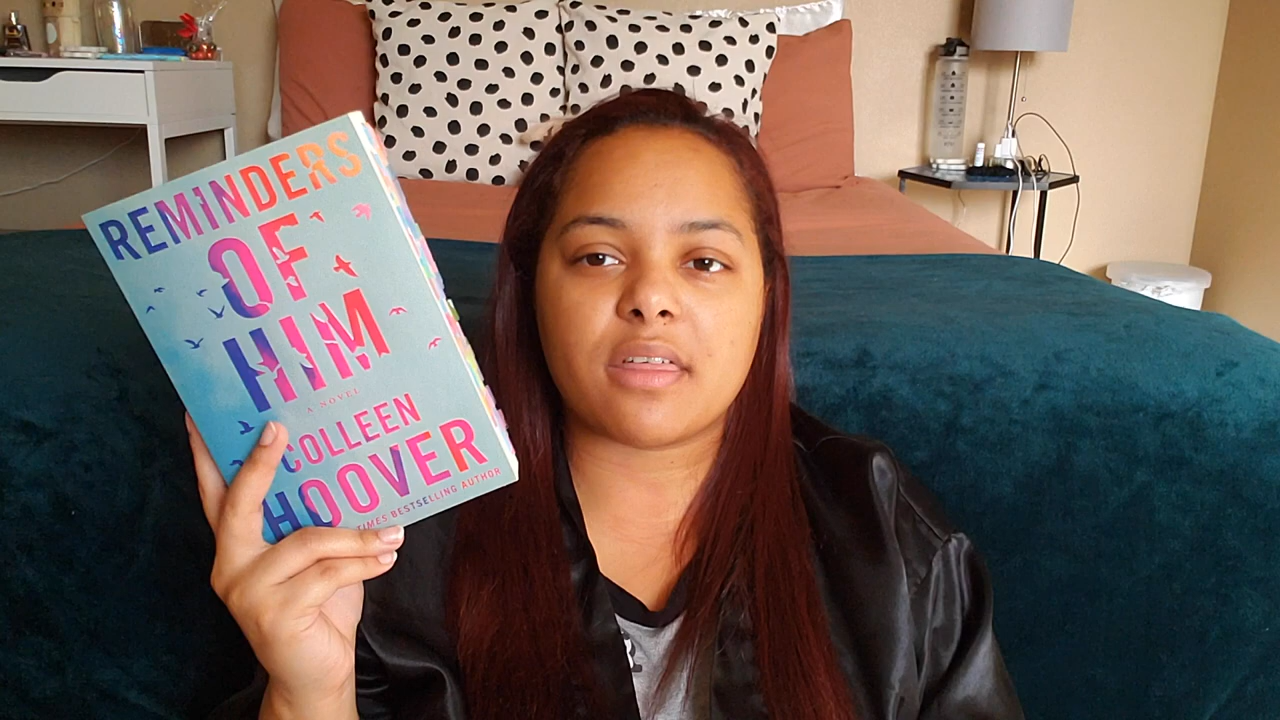 REMINDERS
OF
HIM
A NOVEL
COLLEEN
HOOVER
TIMES BESTSELLING AUTHOR